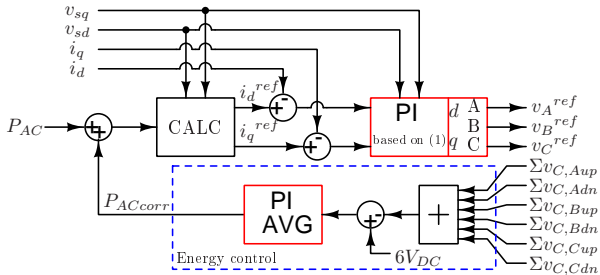 v_sq
v_sd
i_q
i_d
i_d^ref
i_q^ref
P_AC
CALC
PI
based on (1)
d
q
A
B
C
v_A^ref
v_B^ref
v_C^ref
P_ACcorr
PI
AVG
+
6V_DC
Energy control
Σv_C,Aup
Σv_C,Adn
Σv_C,Bup
Σv_C,Bdn
Σv_C,Cup
Σv_C,Cdn